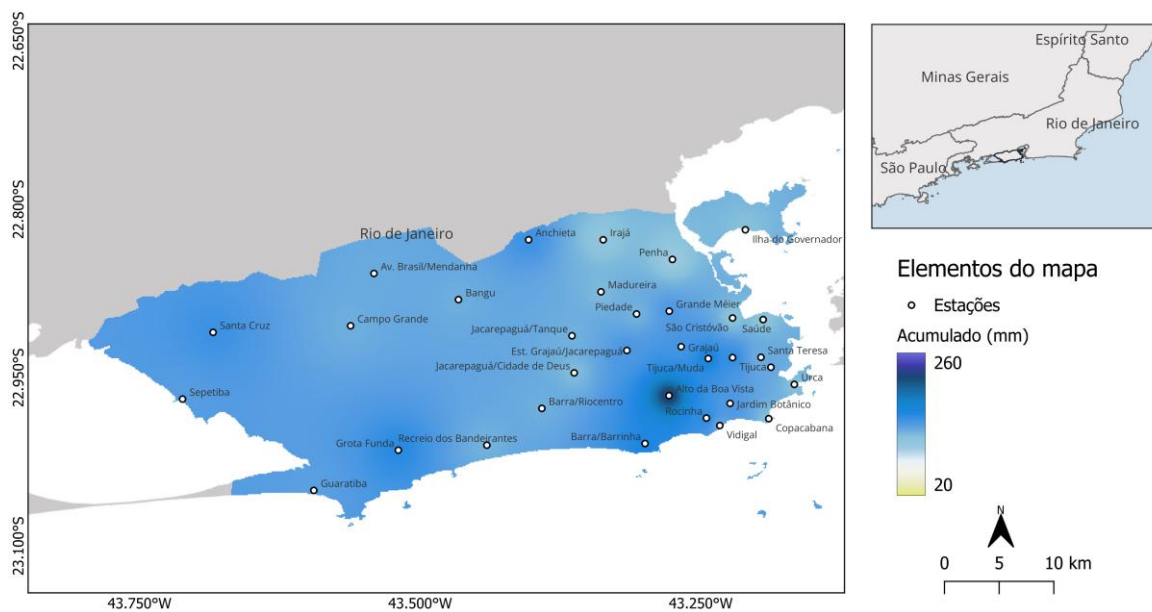 22.650°S
22.800°S
22.950°S
23.100°S
43.750°W
43.500°W
43.250°W
Rio de Janeiro
Anchieta
Irajá
Ilha do Governador
Penha
Av. Brasil/Mendanha
Bangu
Madureira
Piedade
Grande Méier
Santa Cruz
Campo Grande
São Cristóvão
Saúde
Jacarepaguá/Tanque
Est. Grajaú/Jacarepaguá
Grajaú
Santa Teresa
Jacarepaguá/Cidade de Deus
Tijuca/Muda
Tijuca
Urca
Sepetiba
Alto da Boa Vista
Barra/Riocentro
Rocinha
Jardim Botânico
Copacabana
Vidigal
Grota Funda
Recreio dos Bandeirantes
Barra/Barrinha
Guaratiba
Espírito Santo
Minas Gerais
Rio de Janeiro
São Paulo
Elementos do mapa
Estações
Acumulado (mm)
260
20
N
0 5 10 km